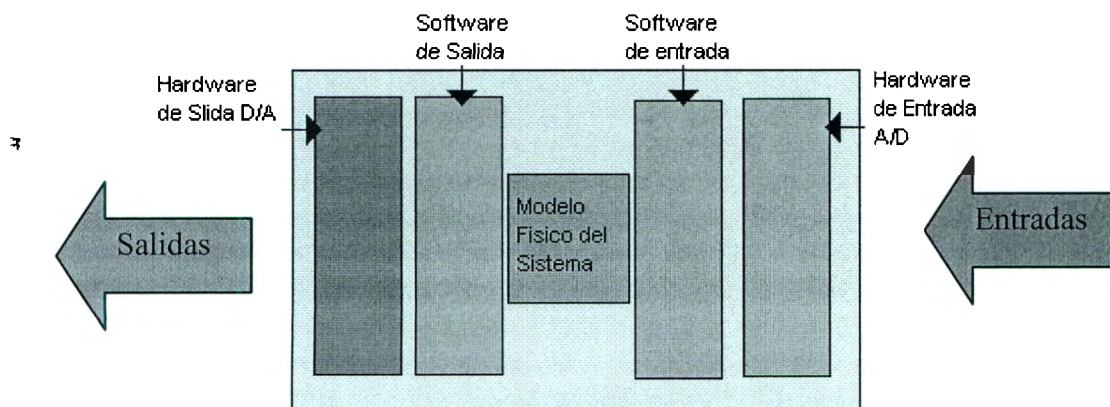 Software
de Salida
Software
de entrada
Hardware
de Slida D/A
Hardware
de Entrada
A/D
Salidas
Modelo
Fisico del
Sistema
Entradas